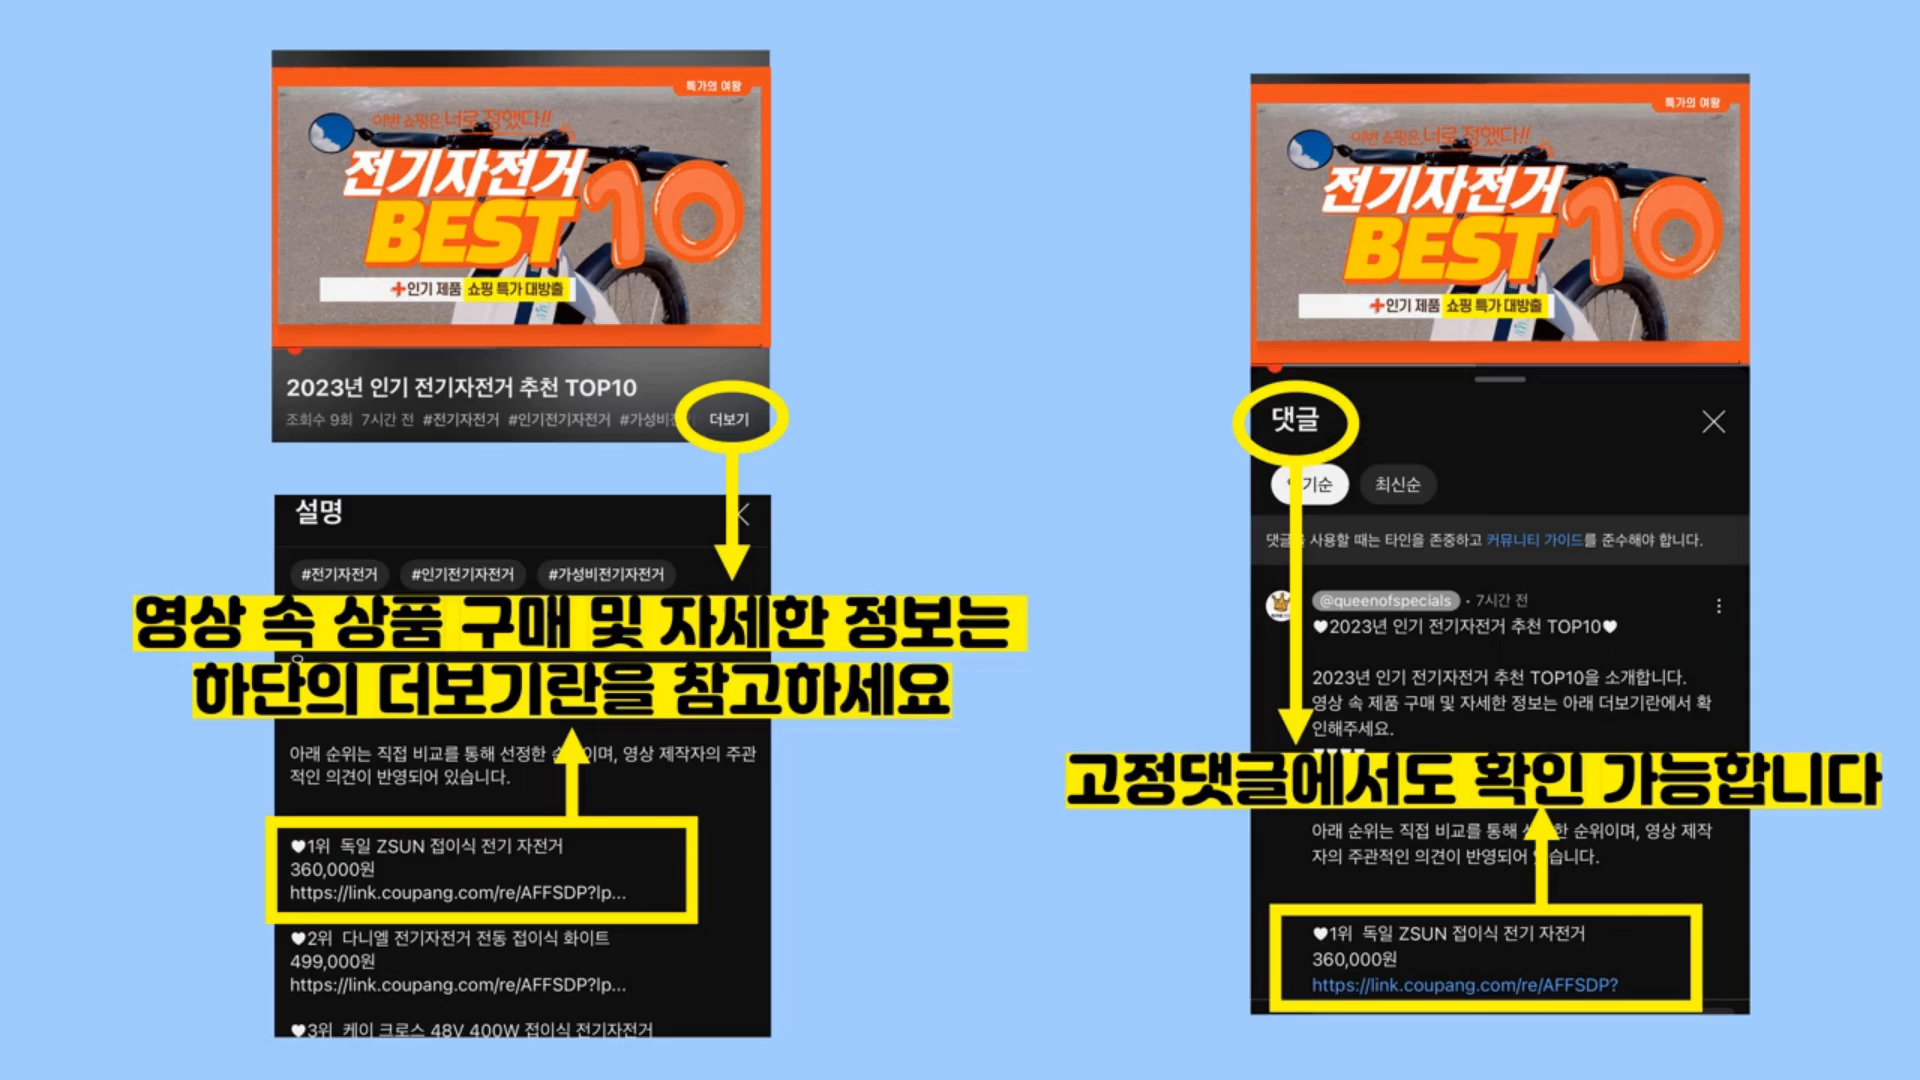 특가의 여왕
이번 쇼핑은,너로 정했다!!
전기자전거
BEST 10
+인기 제품 쇼핑 특가 대방출
2023년 인기 전기자전거 추천 TOP10
조회수 9회 7시간 전 #전기자전거 #인기전기자전거 #가성비 더보기
설명
#전기자전거 #인기전기자전거 #가성비전기자전거
영상 속 상품 구매 및 자세한 정보는
하단의 더보기란을 참고하세요
아래 순위는 직접 비교를 통해 선정한 이며, 영상 제작자의 주관
적인 의견이 반영되어 있습니다.
♥1위 독일 ZSUN 접이식 전기 자전거
360,000원
https://link.coupang.com/re/AFFSDP?lp...
♥2위 다니엘 전기자전거 전동 접이식 화이트
499,000원
https://link.coupang.com/re/AFFSDP?lp...
♥3위 케이 크로스 48V 400W 접이식 전기자전거
특가의 여왕
이번 쇼핑은,너로 정했다!!
전기자전거
BEST 10
+인기 제품 쇼핑 특가 대방출
댓글
기순 최신순
댓글 사용할 때는 타인을 존중하고 커뮤니티 가이드를 준수해야 합니다.
@queenofspecials · 7시간 전
♥2023년 인기 전기자전거 추천 TOP10♥
2023년 인기 전기자전거 추천 TOP10을 소개합니다.
영상 속 제품 구매 및 자세한 정보는 아래 더보기란에서 확
인해주세요.
고정댓글에서도 확인 가능합니다
아래 순위는 직접 비교를 통해 한 순위이며, 영상 제작
자의 주관적인 의견이 반영되어 습니다.
♥1위 독일 ZSUN 접이식 전기 자전거
360,000원
https://link.coupang.com/re/AFFSDP?